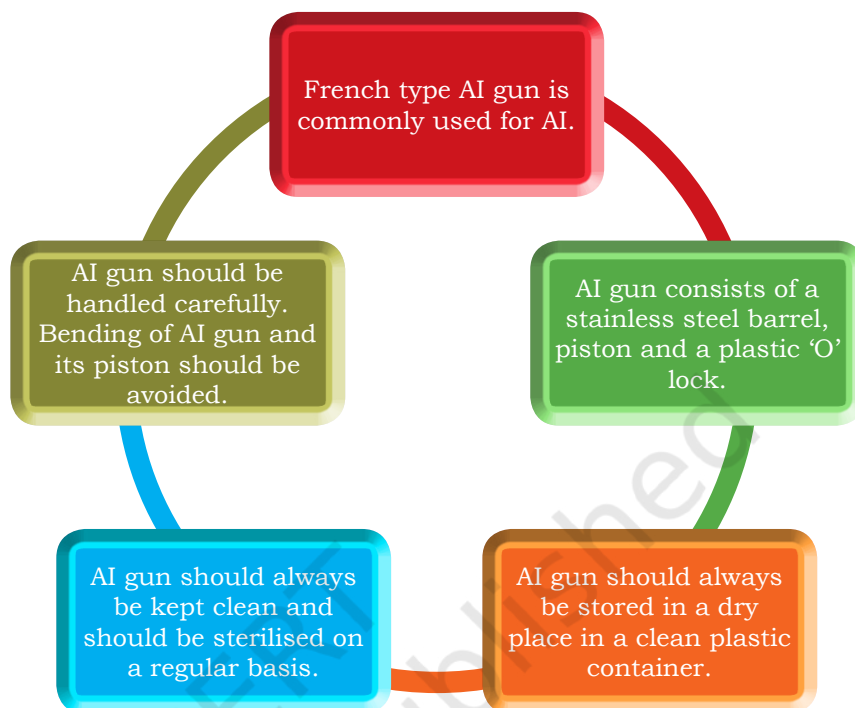 French type AI gun is
commonly used for AI.
AI gun consists of a
stainless steel barrel,
piston and a plastic ‘O’
lock.
AI gun should always
be stored in a dry
place in a clean plastic
container.
AI gun should always
be kept clean and
should be sterilised on
a regular basis.
AI gun should be
handled carefully.
Bending of AI gun and
its piston should be
avoided.